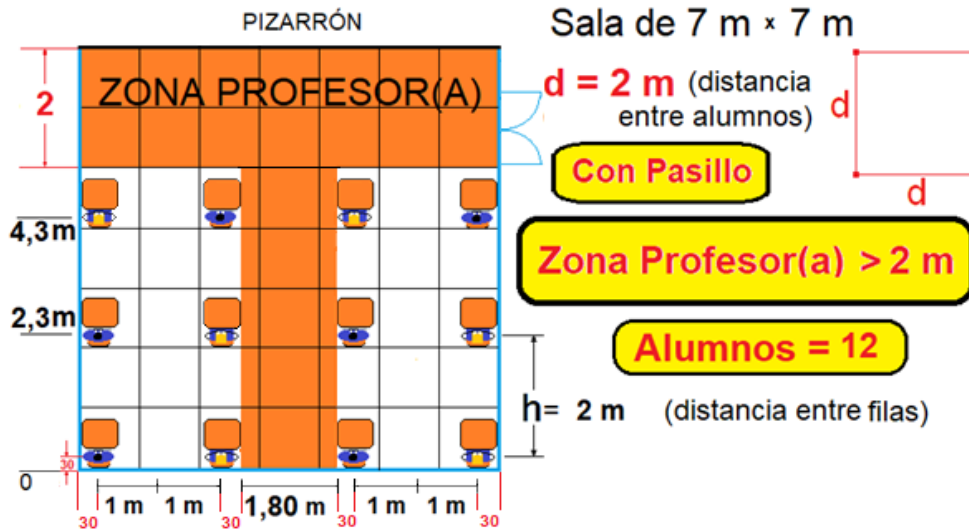 PIZARRÓN
Sala de 7 m x 7 m
2
ZONA PROFESOR(A)
d = 2 m (distancia
entre alumnos)
d
d
Con Pasillo
Zona Profesor(a) > 2 m
Alumnos = 12
4,3m
2,3m
h= 2 m (distancia entre filas)
30
0
1 m 1 m 1,80 m 1 m 1 m
30 30 30 30